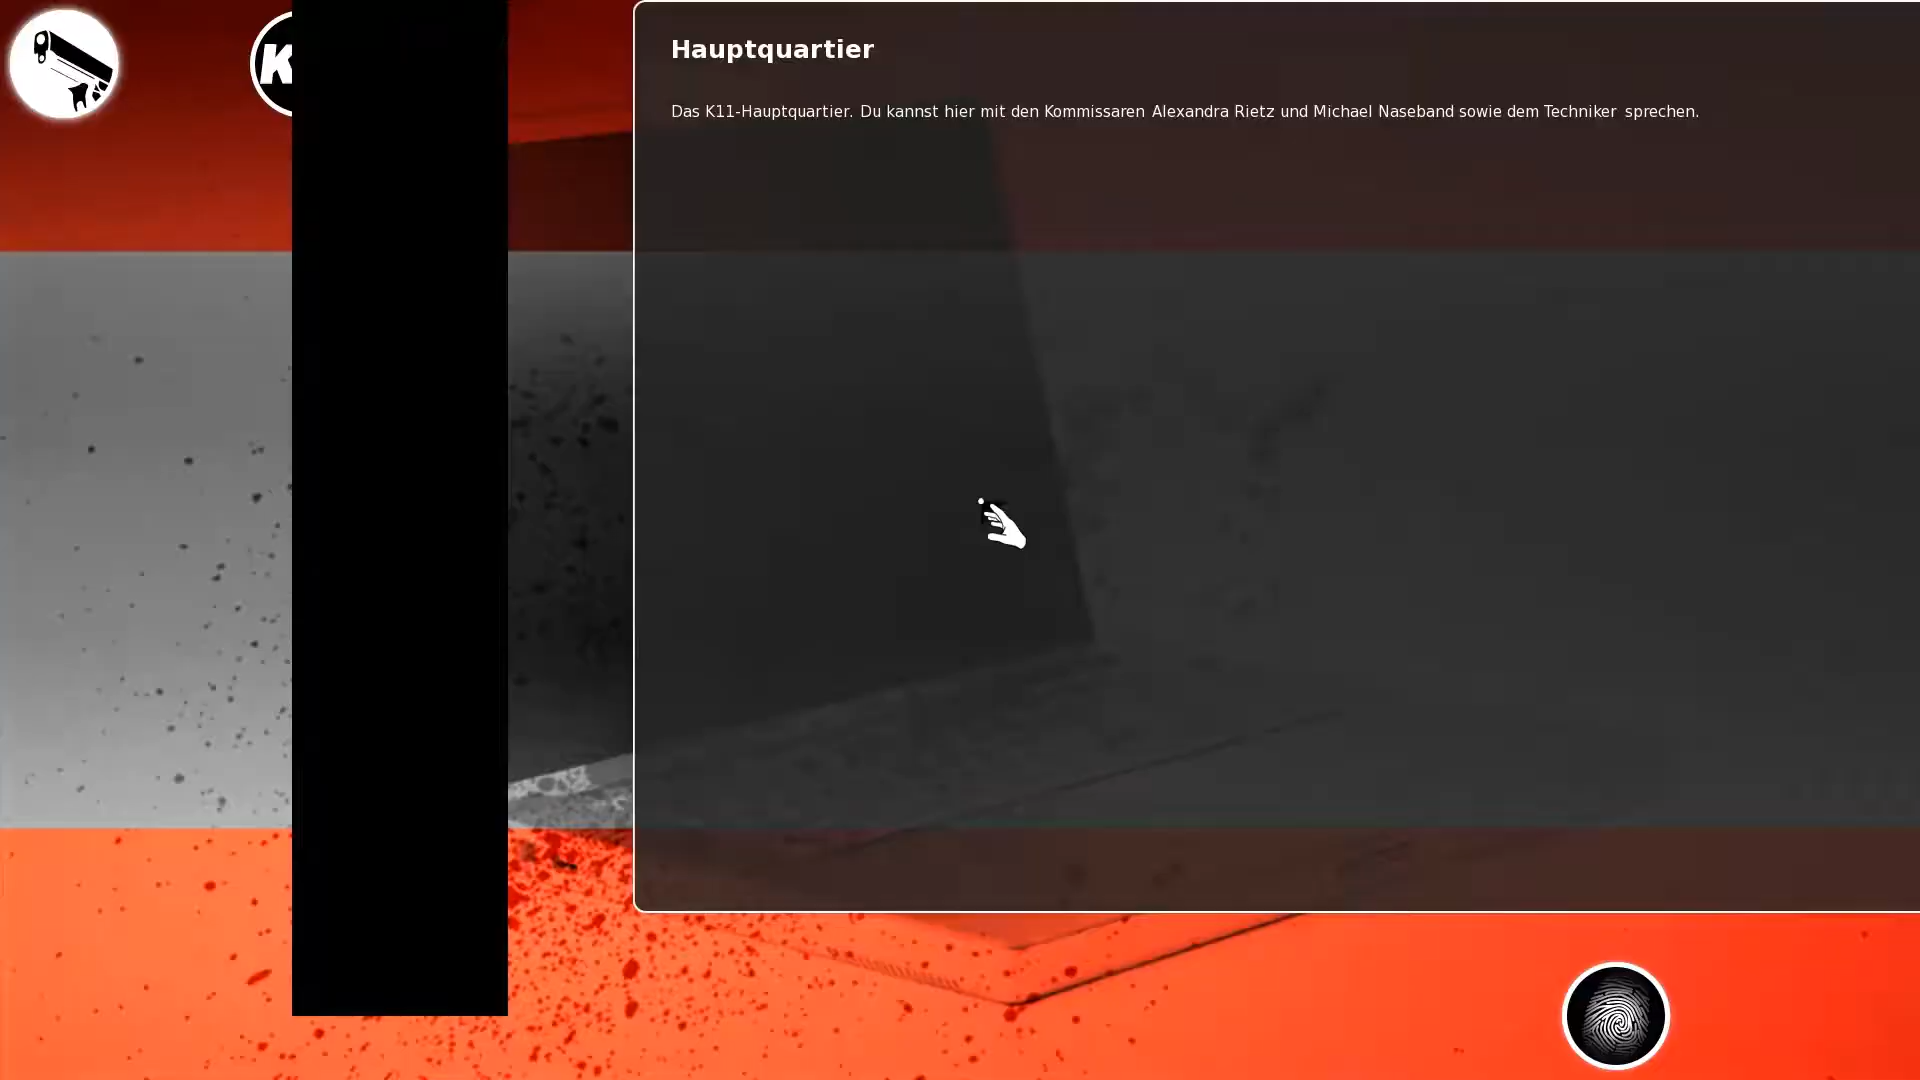 K
Hauptquartier
Das K11-Hauptquartier. Du kannst hier mit den Kommissaren Alexandra Rietz und Michael Naseband sowie dem Techniker sprechen.